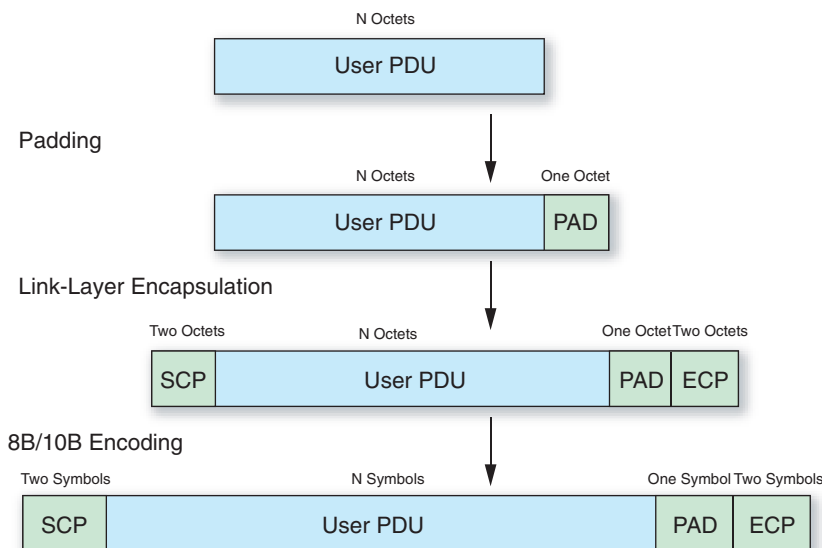 N Octets
User PDU
Padding
N Octets One Octet
User PDU PAD
Link-Layer Encapsulation
Two Octets N Octets One Octet Two Octets
SCP User PDU PAD ECP
8B/10B Encoding
Two Symbols N Symbols One Symbol Two Symbols
SCP User PDU PAD ECP